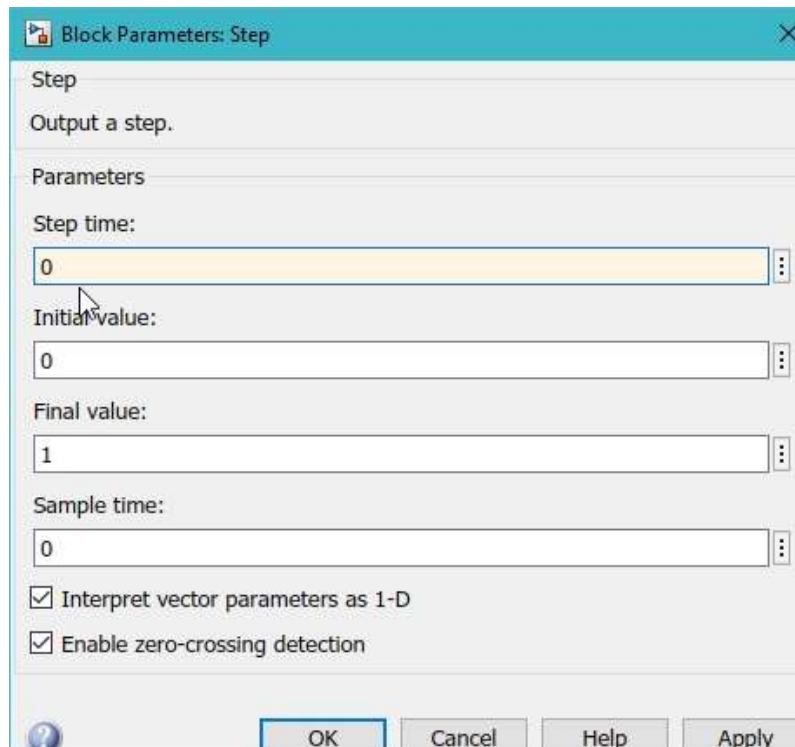 Block Parameters: Step
Step
Output a step.
Parameters
Step time:
0
Initial value:
0
Final value:
1
Sample time:
0
Interpret vector parameters as 1-D
Enable zero-crossing detection
OK Cancel Help Apply